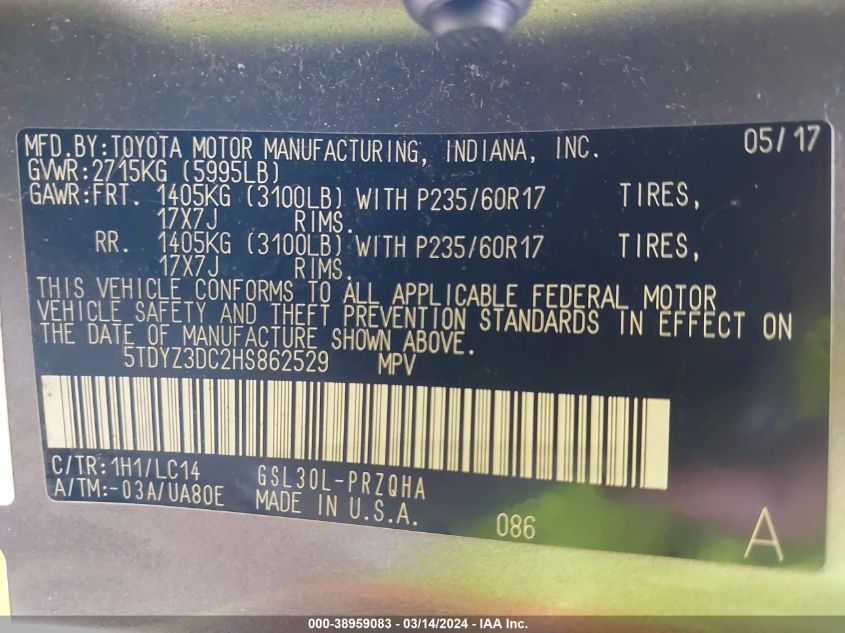 MFD.BY:TOYOTA MOTOR MANUFACTURING, INDIANA, INC. 05/17
GVWR:2715KG (5995LB)
GAWR:FRT. 1405KG (3100LB) WITH P235/60R17 TIRES,
17X7J RIMS.
RR. 1405KG (3100LB) WITH P235/60R17 TIRES,
17X7J RIMS.
THIS VEHICLE CONFORMS TO ALL APPLICABLE FEDERAL MOTOR
VEHICLE SAFETY AND THEFT PREVENTION STANDARDS IN EFFECT ON
THE DATE OF MANUFACTURE SHOWN ABOVE.
5TDYZ3DC2HS862529 MPV
C/TR:1H1/LC14 GSL30L-PRZQHA
A/TM:-03A/UA80E MADE IN U.S.A. 086 A
000-38959083 - 03/14/2024 - IAA Inc.